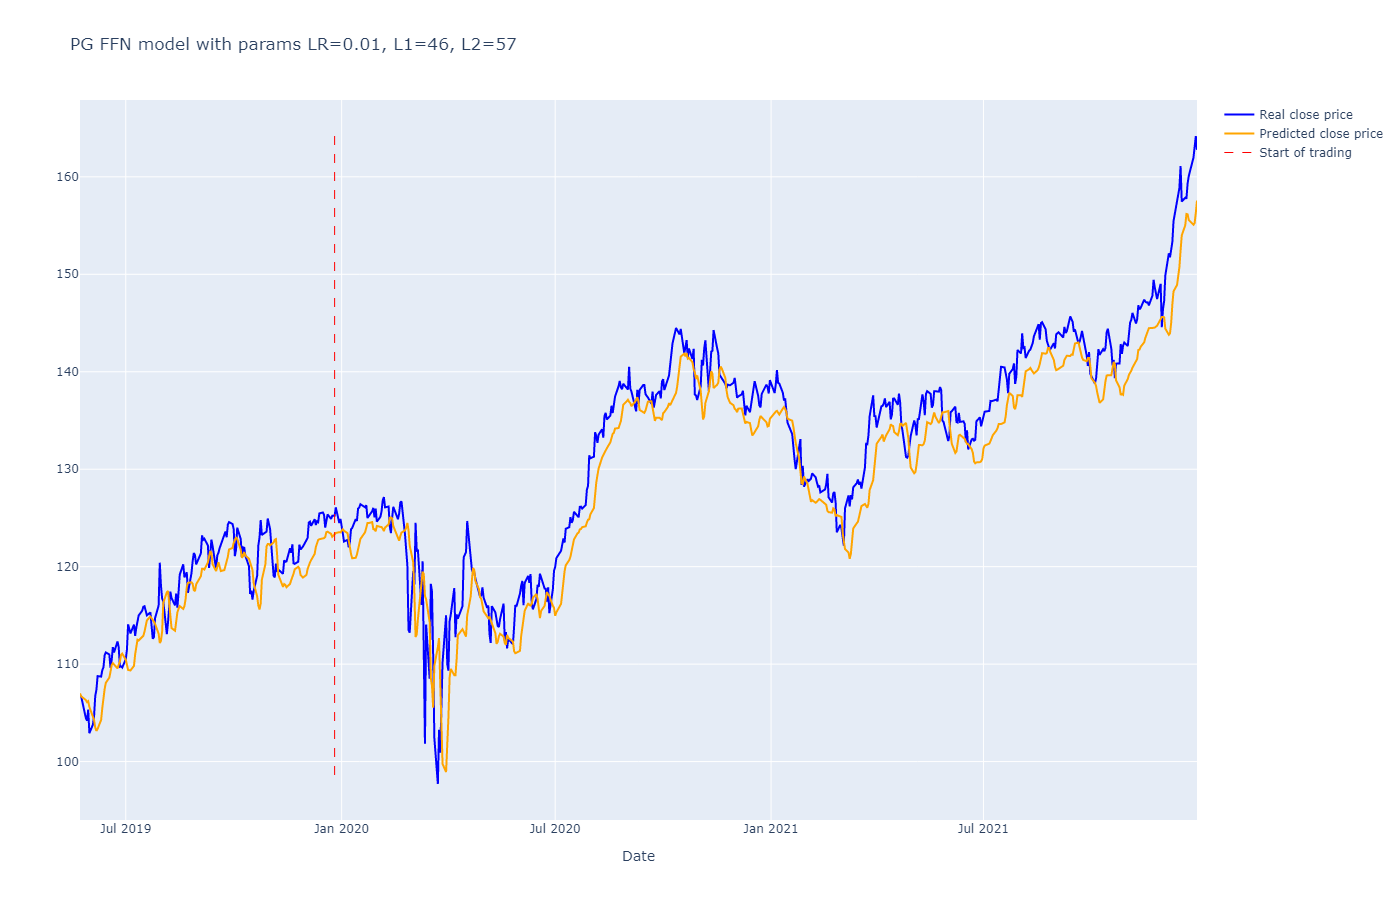 PG FFN model with params LR=0.01, L1=46, L2=57
Real close price
Predicted close price
Start of trading
160
150
140
130
120
110
100
Jul 2019
Jan 2020
Jul 2020
Jan 2021
Jul 2021
Date